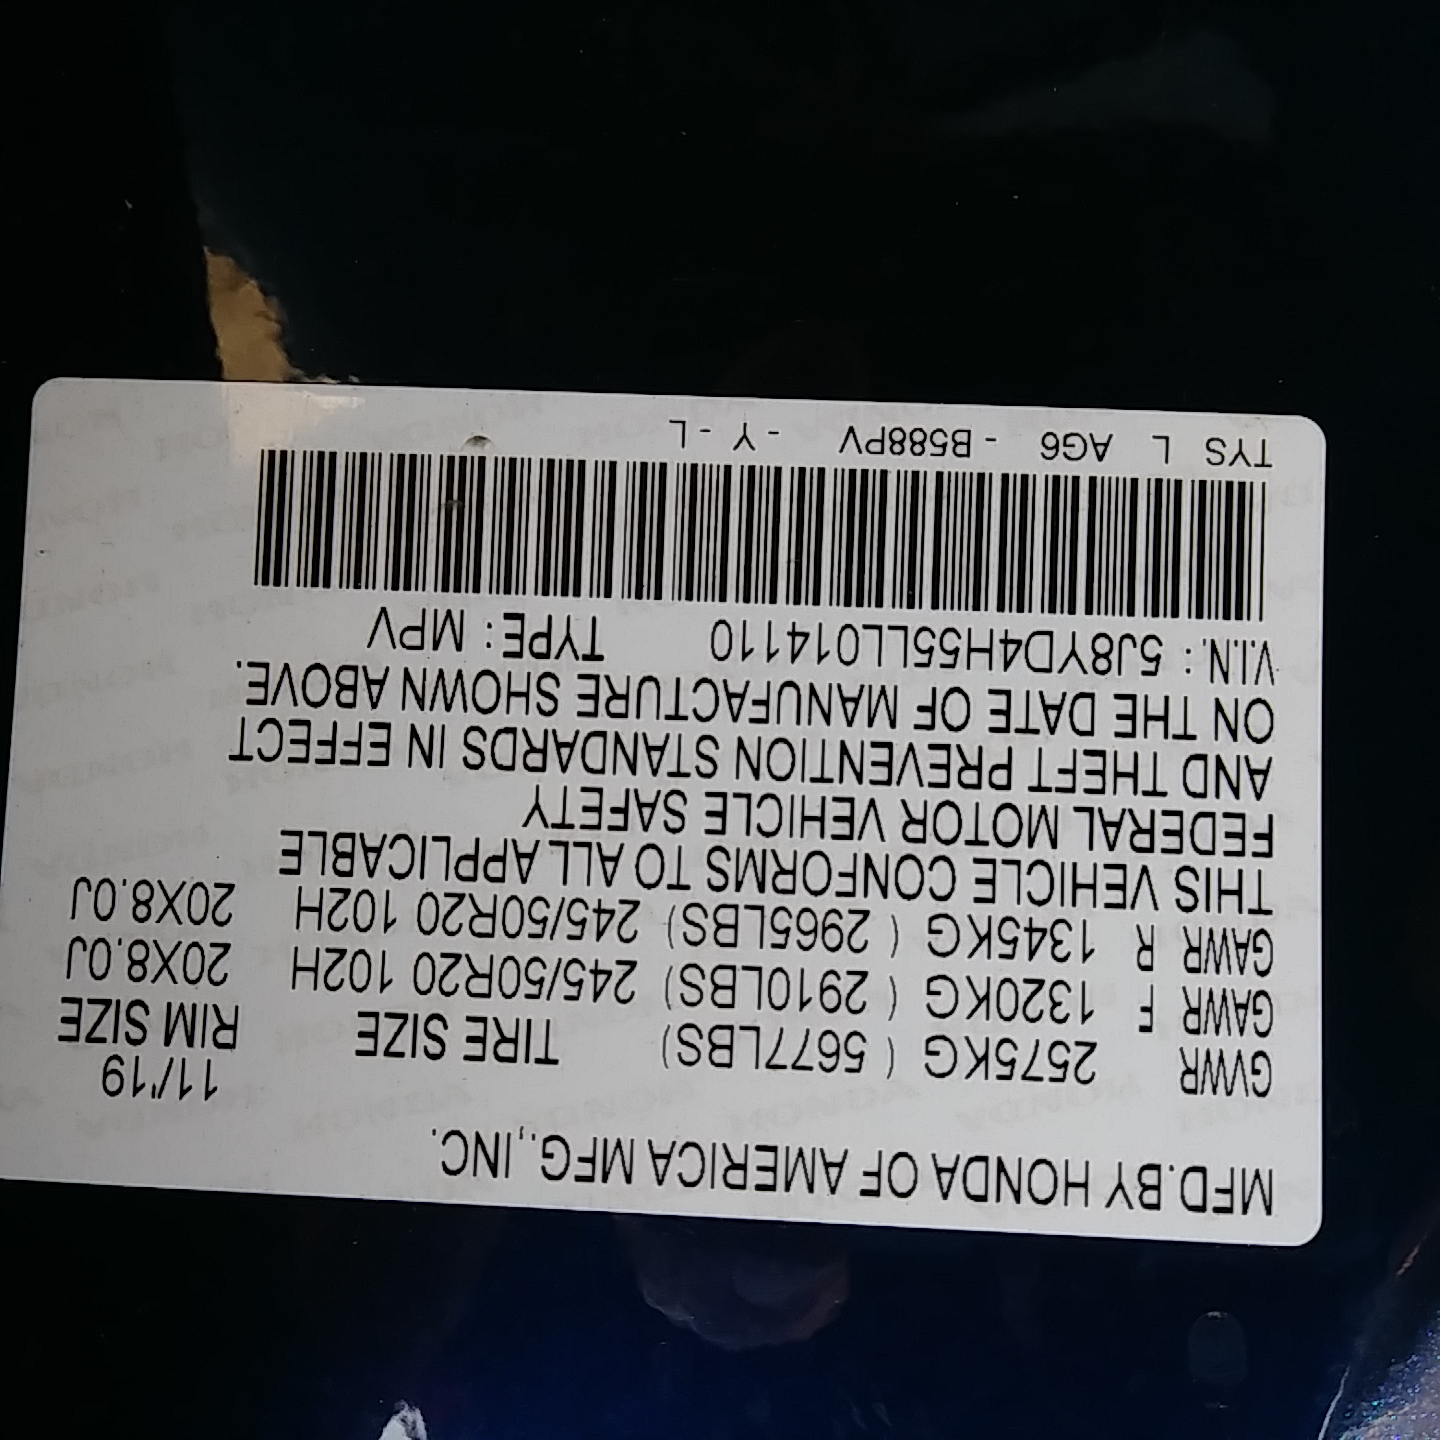 MFD.BY HONDA OF AMERICA MFG.,INC.
11/'19
GVWR 2575KG ( 5677LBS) TIRE SIZE RIM SIZE
GAWR F 1320KG ( 2910LBS) 245/50R20 102H 20X8.0J
GAWR R 1345KG ( 2965LBS) 245/50R20 102H 20X8.0J
THIS VEHICLE CONFORMS TO ALL APPLICABLE
FEDERAL MOTOR VEHICLE SAFETY
AND THEFT PREVENTION STANDARDS IN EFFECT
ON THE DATE OF MANUFACTURE SHOWN ABOVE.
V.I.N. : 5J8YD4H55LL014110 TYPE : MPV
TYS L AG6 - B588PV - Y - L